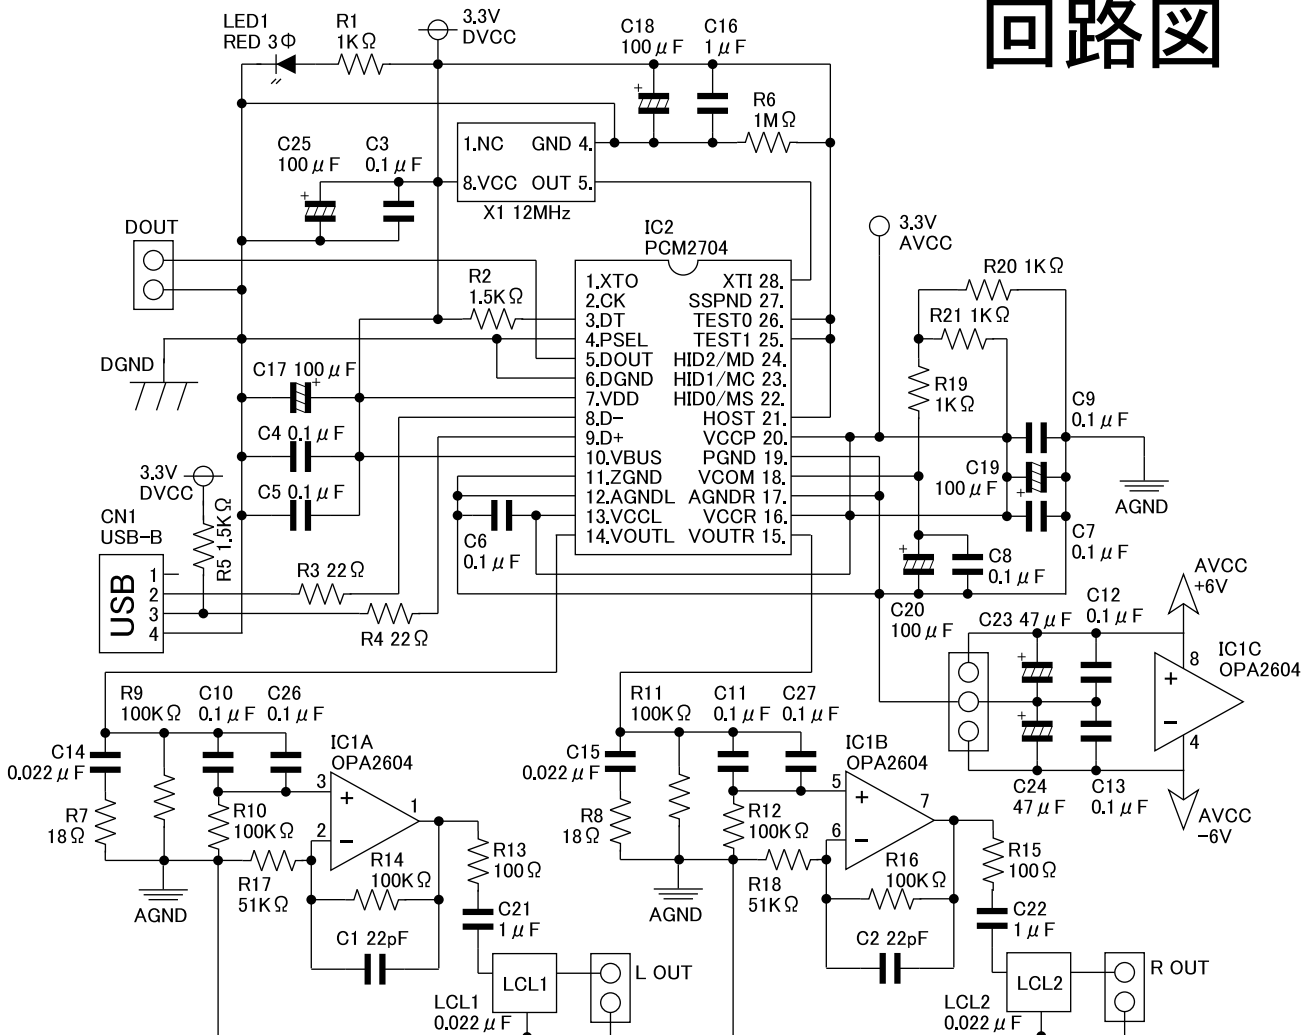 回路図
LED1
RED 3Φ
R1
1KΩ
3.3V
DVCC
C18
100μF
C16
1μF
R6
1MΩ
C25
100μF
C3
0.1μF
1.NC
GND 4.
8.VCC
OUT 5.
X1 12MHz
DOUT
IC2
PCM2704
3.3V
AVCC
R2
1.5KΩ
R20 1KΩ
R21 1KΩ
R19
1KΩ
1.XTO
2.CK
3.DT
4.PSEL
5.DOUT
6.DGND
7.VDD
8.D-
9.D+
10.VBUS
11.ZGND
12.AGNDL
13.VCCL
14.VOUTL
XTI 28.
SSPND 27.
TEST0 26.
TEST1 25.
HID2/MD 24.
HID1/MC 23.
HID0/MS 22.
HOST 21.
VCCP 20.
PGND 19.
VCOM 18.
AGNDR 17.
VCCR 16.
VOUTR 15.
DGND
C17 100μF
C4 0.1μF
C5 0.1μF
3.3V
DVCC
R5 1.5KΩ
CN1
USB-B
USB
1
2
3
4
R3 22Ω
R4 22Ω
C6
0.1μF
C9
0.1μF
C19
100μF
C7
0.1μF
AGND
C8
0.1μF
C20
100μF
AVCC
+6V
C23 47μF
C12
0.1μF
IC1C
OPA2604
8
+
-
4
C24
47μF
C13
0.1μF
AVCC
-6V
R9
100KΩ
C10
0.1μF
C26
0.1μF
C14
0.022μF
R7
18Ω
R10
100KΩ
IC1A
OPA2604
3
+
2
-
1
R17
51KΩ
R14
100KΩ
C1 22pF
R13
100Ω
C21
1μF
AGND
LCL1
LCL1
0.022μF
L OUT
R11
100KΩ
C11
0.1μF
C27
0.1μF
C15
0.022μF
R8
18Ω
R12
100KΩ
IC1B
OPA2604
5
+
6
-
7
R18
51KΩ
R16
100KΩ
C2 22pF
R15
100Ω
C22
1μF
AGND
LCL2
LCL2
0.022μF
R OUT